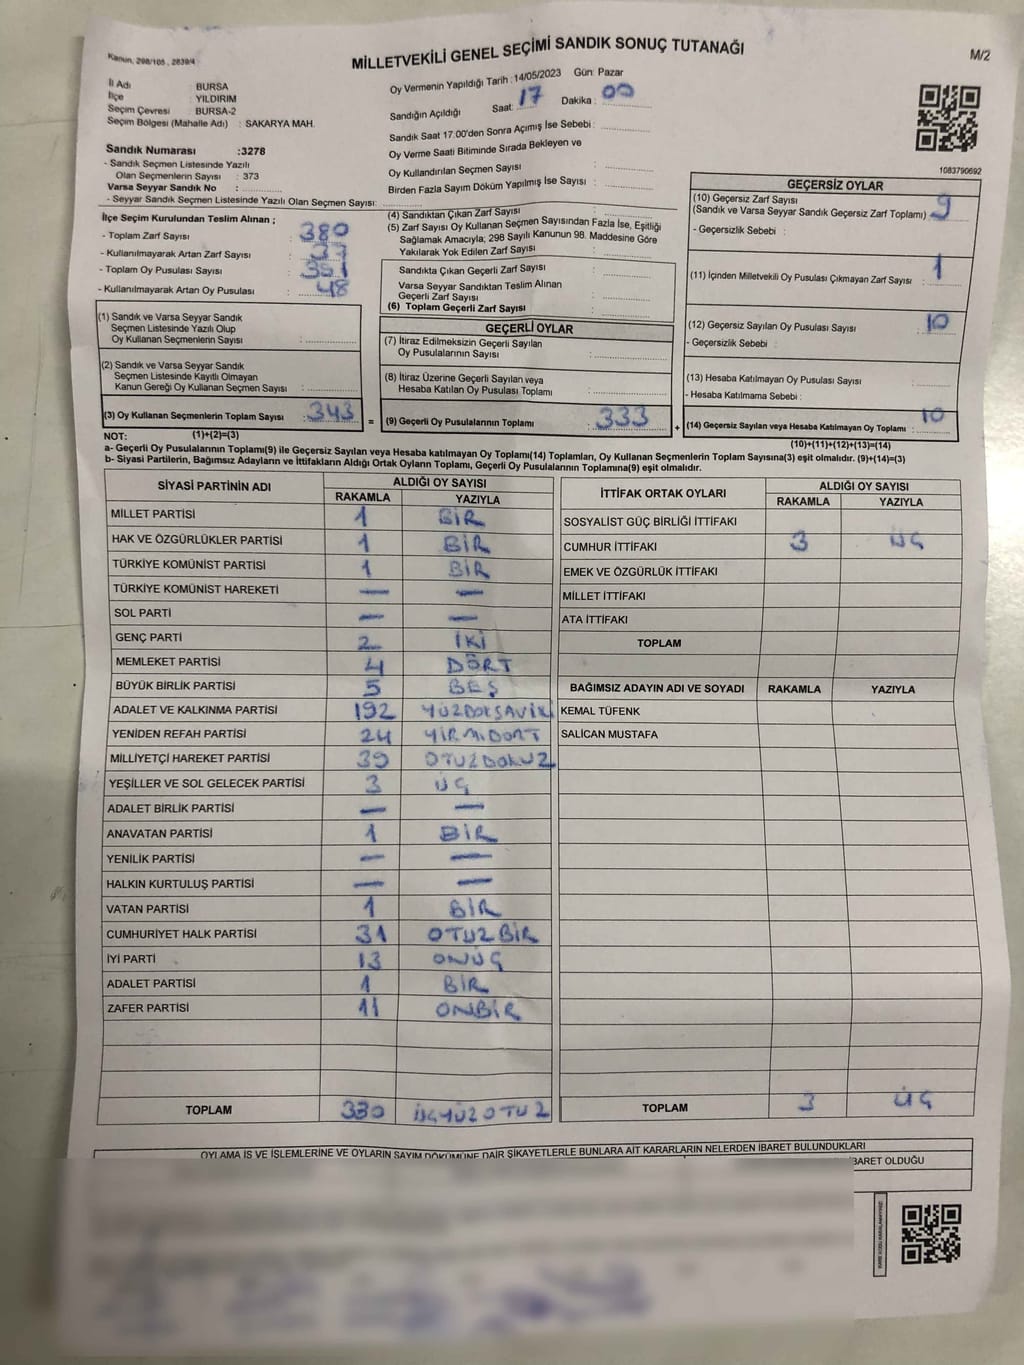 Kanun, 298/105 , 2839/4
MİLLETVEKİLİ GENEL SEÇİMİ SANDIK SONUÇ TUTANAĞI
M/2
İl Adı BURSA
İlçe YILDIRIM
Seçim Çevresi : BURSA-2
Seçim Bölgesi (Mahalle Adı) : SAKARYA MAH.
Sandık Numarası :3278
- Sandık Seçmen Listesinde Yazılı
Olan Seçmenlerin Sayısı : 373
Varsa Seyyar Sandık No :
- Seyyar Sandık Seçmen Listesinde Yazılı Olan Seçmen Sayısı:
Oy Vermenin Yapıldığı Tarih :14/05/2023 Gün: Pazar
Sandığın Açıldığı Saat: 17 Dakika : 00
Sandık Saat 17.00'den Sonra Açımış İse Sebebi :
Oy Verme Saati Bitiminde Sırada Bekleyen ve
Oy Kullandırılan Seçmen Sayısı :
Birden Fazla Sayım Döküm Yapılmış İse Sayısı :
1083790692
İlçe Seçim Kurulundan Teslim Alınan ;
- Toplam Zarf Sayısı : 380
- Kullanılmayarak Artan Zarf Sayısı :
- Toplam Oy Pusulası Sayısı :
- Kullanılmayarak Artan Oy Pusulası : 48
(4) Sandıktan Çıkan Zarf Sayısı :
(5) Zarf Sayısı Oy Kullanan Seçmen Sayısından Fazla İse, Eşitliği
Sağlamak Amacıyla; 298 Sayılı Kanunun 98. Maddesine Göre
Yakılarak Yok Edilen Zarf Sayısı :
Sandıkta Çıkan Geçerli Zarf Sayısı :
Varsa Seyyar Sandıktan Teslim Alınan
Geçerli Zarf Sayısı :
(6) Toplam Geçerli Zarf Sayısı :
GEÇERSİZ OYLAR
(10) Geçersiz Zarf Sayısı
(Sandık ve Varsa Seyyar Sandık Geçersiz Zarf Toplamı) 9
- Geçersizlik Sebebi :
(11) İçinden Milletvekili Oy Pusulası Çıkmayan Zarf Sayısı : 1
(12) Geçersiz Sayılan Oy Pusulası Sayısı : 10
- Geçersizlik Sebebi :
(13) Hesaba Katılmayan Oy Pusulası Sayısı :
- Hesaba Katılmama Sebebi :
(14) Geçersiz Sayılan veya Hesaba Katılmayan Oy Toplamı : 10
(10)+(11)+(12)+(13)=(14)
(1) Sandık ve Varsa Seyyar Sandık
Seçmen Listesinde Yazılı Olup
Oy Kullanan Seçmenlerin Sayısı :
(2) Sandık ve Varsa Seyyar Sandık
Seçmen Listesinde Kayıtlı Olmayan
Kanun Gereği Oy Kullanan Seçmen Sayısı :
(3) Oy Kullanan Seçmenlerin Toplam Sayısı : 343 =
(1)+(2)=(3)
GEÇERLİ OYLAR
(7) İtiraz Edilmeksizin Geçerli Sayılan
Oy Pusulalarının Sayısı :
(8) İtiraz Üzerine Geçerli Sayılan veya
Hesaba Katılan Oy Pusulası Toplamı :
(9) Geçerli Oy Pusulalarının Toplamı : 333 +
NOT:
a- Geçerli Oy Pusulalarının Toplamı(9) ile Geçersiz Sayılan veya Hesaba katılmayan Oy Toplamı(14) Toplamları, Oy Kullanan Seçmenlerin Toplam Sayısına(3) eşit olmalıdır. (9)+(14)=(3)
b- Siyasi Partilerin, Bağımsız Adayların ve İttifakların Aldığı Ortak Oyların Toplamı, Geçerli Oy Pusulalarının Toplamına(9) eşit olmalıdır.
SİYASİ PARTİNİN ADI ALDIĞI OY SAYISI
RAKAMLA YAZIYLA
MİLLET PARTİSİ 1 BİR
HAK VE ÖZGÜRLÜKLER PARTİSİ 1 BİR
TÜRKİYE KOMÜNİST PARTİSİ 1 BİR
TÜRKİYE KOMÜNİST HAREKETİ — —
SOL PARTİ — —
GENÇ PARTİ 2 İKİ
MEMLEKET PARTİSİ 4 DÖRT
BÜYÜK BİRLİK PARTİSİ 5 BEŞ
ADALET VE KALKINMA PARTİSİ 192
YENİDEN REFAH PARTİSİ 24 YİRMİDÖRT
MİLLİYETÇİ HAREKET PARTİSİ 39 OTUZDOKUZ
YEŞİLLER VE SOL GELECEK PARTİSİ 3 ÜÇ
ADALET BİRLİK PARTİSİ — —
ANAVATAN PARTİSİ 1 BİR
YENİLİK PARTİSİ — —
HALKIN KURTULUŞ PARTİSİ — —
VATAN PARTİSİ 1 BİR
CUMHURİYET HALK PARTİSİ 31 OTUZBİR
İYİ PARTİ 13 ONÜÇ
ADALET PARTİSİ 1 BİR
ZAFER PARTİSİ 11 ONBİR
TOPLAM 330 ÜÇYÜZOTUZ
İTTİFAK ORTAK OYLARI ALDIĞI OY SAYISI
RAKAMLA YAZIYLA
SOSYALİST GÜÇ BİRLİĞİ İTTİFAKI
CUMHUR İTTİFAKI 3 ÜÇ
EMEK VE ÖZGÜRLÜK İTTİFAKI
MİLLET İTTİFAKI
ATA İTTİFAKI
TOPLAM
BAĞIMSIZ ADAYIN ADI VE SOYADI RAKAMLA YAZIYLA
KEMAL TÜFENK
SALİCAN MUSTAFA
TOPLAM 3 ÜÇ
OYLAMA İŞ VE İŞLEMLERİNE VE OYLARIN SAYIM DÖKÜMÜNE DAİR ŞİKAYETLERLE BUNLARA AİT KARARLARIN NELERDEN İBARET BULUNDUKLARI
İBARET OLDUĞU